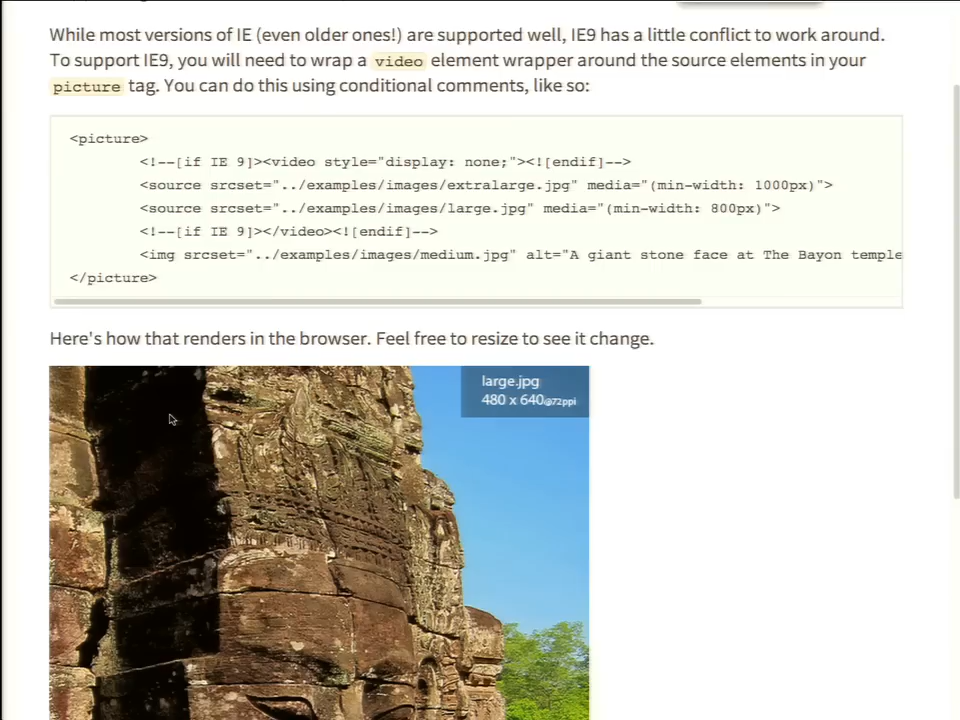 While most versions of IE (even older ones!) are supported well, IE9 has a little conflict to work around.
To support IE9, you will need to wrap a video element wrapper around the source elements in your
picture tag. You can do this using conditional comments, like so:
<picture>
<!--[if IE 9]><video style="display: none;"><![endif]-->
<source srcset="../examples/images/extralarge.jpg" media="(min-width: 1000px)">
<source srcset="../examples/images/large.jpg" media="(min-width: 800px)">
<!--[if IE 9]></video><![endif]-->
<img srcset="../examples/images/medium.jpg" alt="A giant stone face at The Bayon temple
</picture>
Here's how that renders in the browser. Feel free to resize to see it change.
large.jpg
480 x 640@72ppi